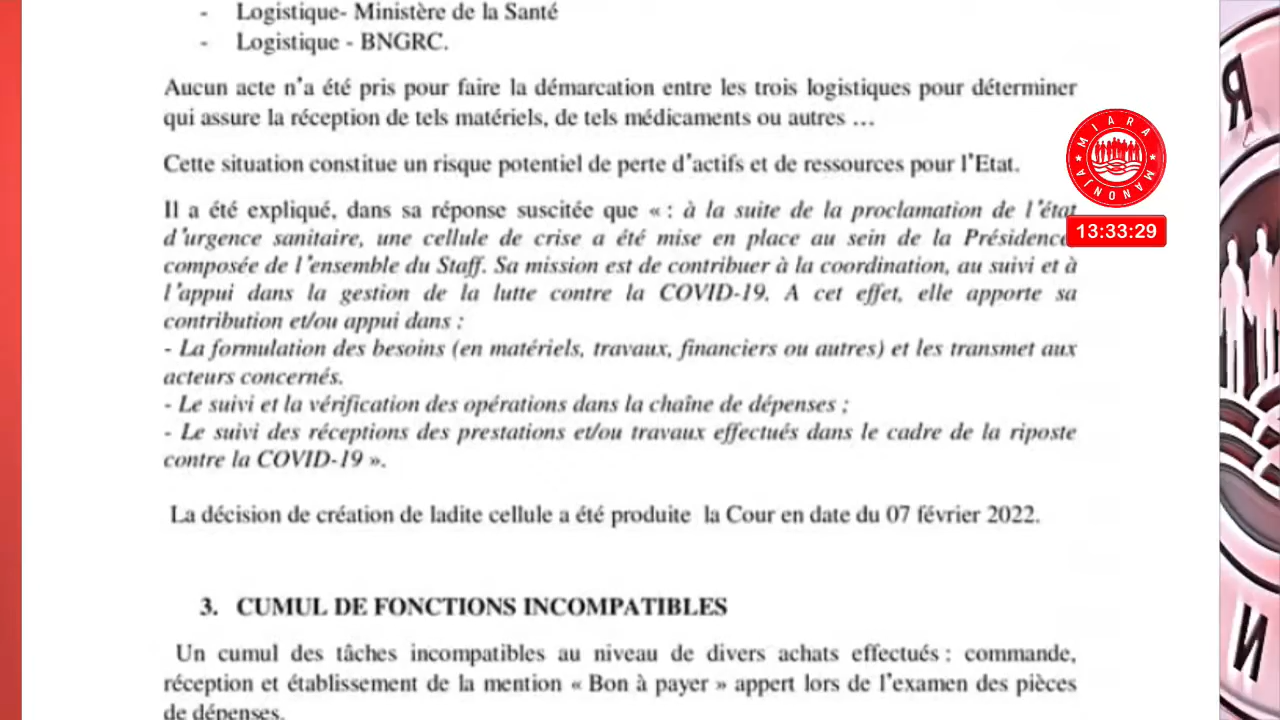 - Logistique- Ministère de la Santé
- Logistique - BNGRC.
Aucun acte n'a été pris pour faire la démarcation entre les trois logistiques pour déterminer
qui assure la réception de tels matériels, de tels médicaments ou autres …
Cette situation constitue un risque potentiel de perte d'actifs et de ressources pour l'Etat.
Il a été expliqué, dans sa réponse suscitée que « : à la suite de la proclamation de l'état
d'urgence sanitaire, une cellule de crise a été mise en place au sein de la Présidence
composée de l'ensemble du Staff. Sa mission est de contribuer à la coordination, au suivi et à
l'appui dans la gestion de la lutte contre la COVID-19. A cet effet, elle apporte sa
contribution et/ou appui dans :
- La formulation des besoins (en matériels, travaux, financiers ou autres) et les transmet aux
acteurs concernés.
- Le suivi et la vérification des opérations dans la chaîne de dépenses ;
- Le suivi des réceptions des prestations et/ou travaux effectués dans le cadre de la riposte
contre la COVID-19 ».
La décision de création de ladite cellule a été produite la Cour en date du 07 février 2022.
3. CUMUL DE FONCTIONS INCOMPATIBLES
Un cumul des tâches incompatibles au niveau de divers achats effectués : commande,
réception et établissement de la mention « Bon à payer » appert lors de l'examen des pièces
de dépenses.
MIARA MANONJA
13:33:29